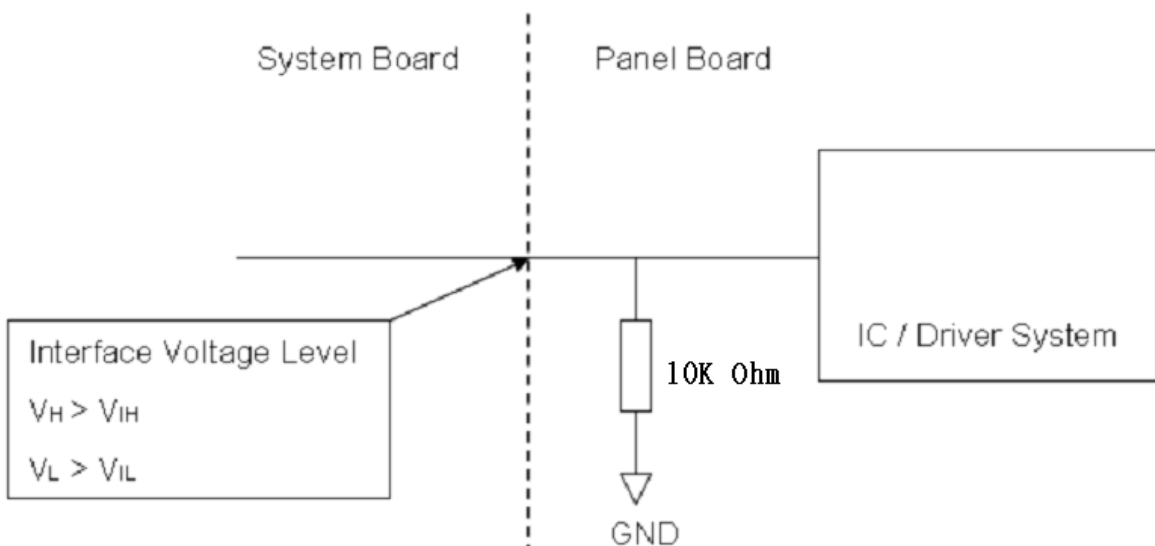 System Board
Panel Board
Interface Voltage Level
VH > VIH
VL > VIL
10K Ohm
IC / Driver System
GND